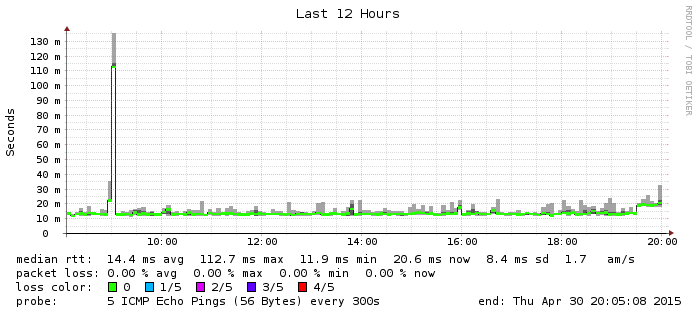 Last 12 Hours
RRDTOOL / TOBI OETIKER
Seconds
130 m
120 m
110 m
100 m
90 m
80 m
70 m
60 m
50 m
40 m
30 m
20 m
10 m
0
10:00 12:00 14:00 16:00 18:00 20:00
median rtt: 14.4 ms avg 112.7 ms max 11.9 ms min 20.6 ms now 8.4 ms sd 1.7 am/s
packet loss: 0.00 % avg 0.00 % max 0.00 % min 0.00 % now
loss color: 0 1/5 2/5 3/5 4/5
probe: 5 ICMP Echo Pings (56 Bytes) every 300s end: Thu Apr 30 20:05:08 2015